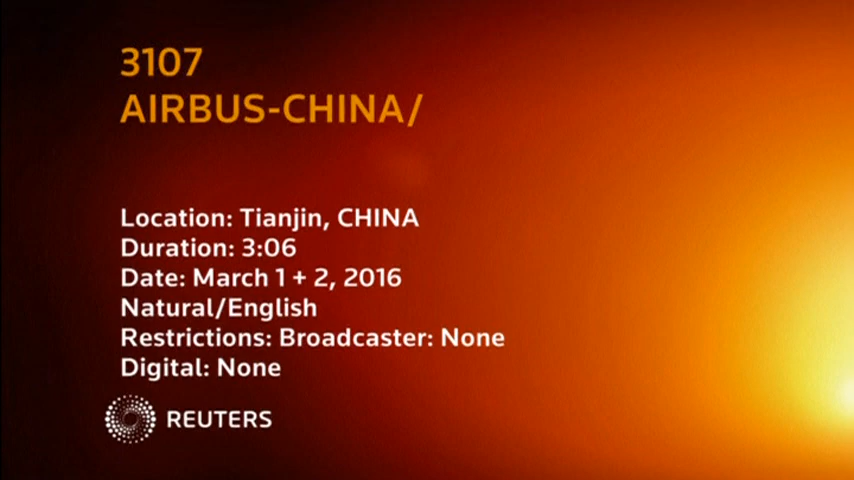 3107
AIRBUS-CHINA/
Location: Tianjin, CHINA
Duration: 3:06
Date: March 1 + 2, 2016
Natural/English
Restrictions: Broadcaster: None
Digital: None
REUTERS